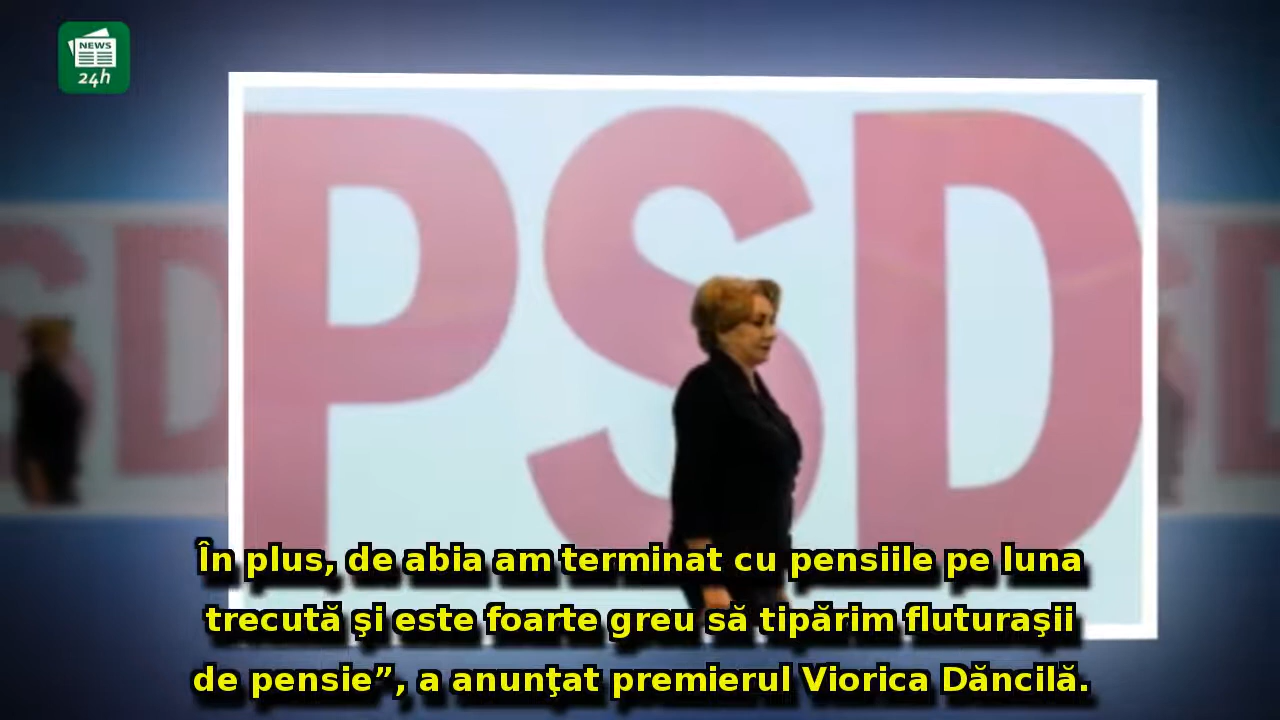 NEWS
24h
PSD
În plus, de abia am terminat cu pensiile pe luna
trecută şi este foarte greu să tipărim fluturaşii
de pensie”, a anunţat premierul Viorica Dăncilă.